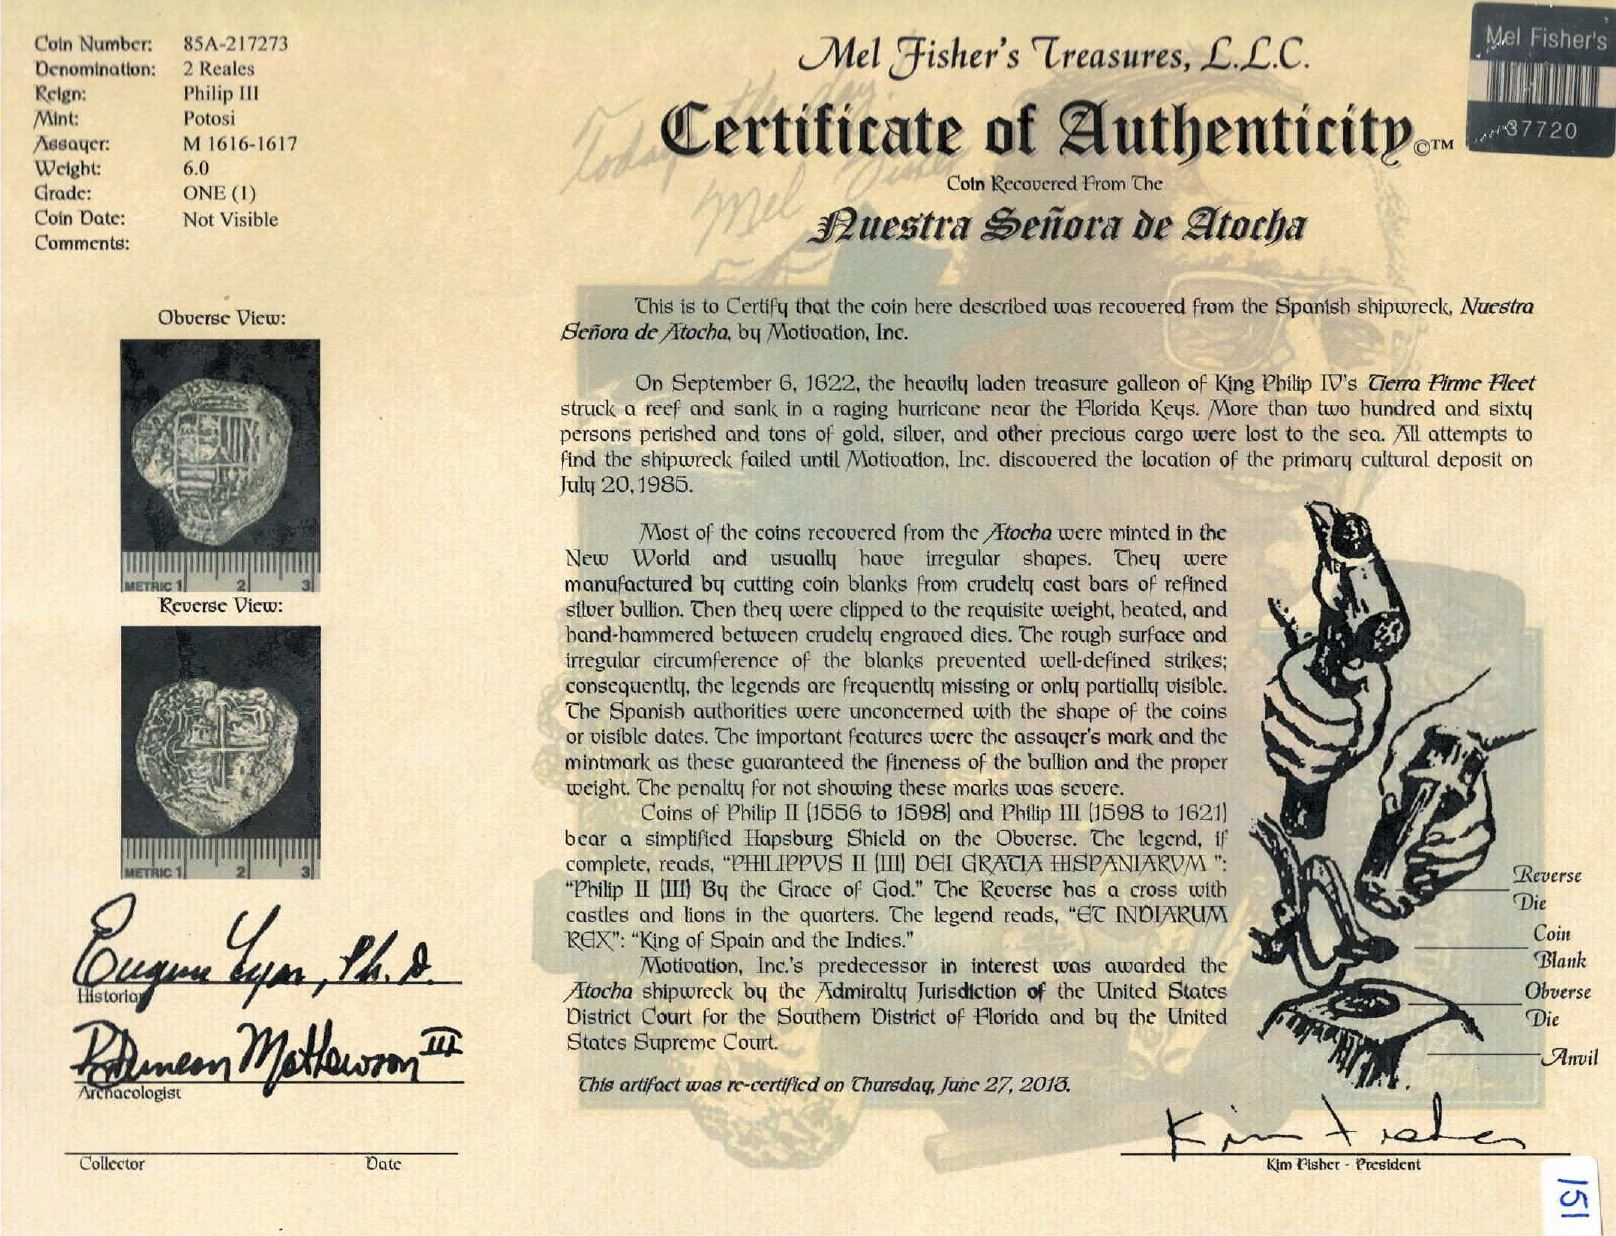 Coin Number: 85A-217273
Denomination: 2 Reales
Reign: Philip III
Mint: Potosi
Assayer: M 1616-1617
Weight: 6.0
Grade: ONE (1)
Coin Date: Not Visible
Comments:
Obverse View:
METRIC 1 2 3
Reverse View:
METRIC 1 2 3
Eugene Lyon, Ph. D.
Historian
R Duncan Mathewson III
Archaeologist
Collector Date
Mel Fisher's Treasures, L.L.C.
Certificate of Authenticity ©™
Coin Recovered From The
Nuestra Señora de Atocha
Today the day.
Mel Fisher
This is to Certify that the coin here described was recovered from the Spanish shipwreck, Nuestra
Señora de Atocha, by Motivation, Inc.
On September 6, 1622, the heavily laden treasure galleon of King Philip IV's Tierra Firme Fleet
struck a reef and sank in a raging hurricane near the Florida Keys. More than two hundred and sixty
persons perished and tons of gold, silver, and other precious cargo were lost to the sea. All attempts to
find the shipwreck failed until Motivation, Inc. discovered the location of the primary cultural deposit on
July 20, 1985.
Most of the coins recovered from the Atocha were minted in the
New World and usually have irregular shapes. They were
manufactured by cutting coin blanks from crudely cast bars of refined
silver bullion. Then they were clipped to the requisite weight, heated, and
hand-hammered between crudely engraved dies. The rough surface and
irregular circumference of the blanks prevented well-defined strikes;
consequently, the legends are frequently missing or only partially visible.
The Spanish authorities were unconcerned with the shape of the coins
or visible dates. The important features were the assayer's mark and the
mintmark as these guaranteed the fineness of the bullion and the proper
weight. The penalty for not showing these marks was severe.
Coins of Philip II (1556 to 1598) and Philip III (1598 to 1621)
bear a simplified Hapsburg Shield on the Obverse. The legend, if
complete, reads, "PHILIPPVS II (III) DEI GRATIA HISPANIARVM ":
"Philip II (III) By the Grace of God." The Reverse has a cross with
castles and lions in the quarters. The legend reads, "ET INDIARUM
REX": "King of Spain and the Indies."
Motivation, Inc.'s predecessor in interest was awarded the
Atocha shipwreck by the Admiralty Jurisdiction of the United States
District Court for the Southern District of Florida and by the United
States Supreme Court.
This artifact was re-certified on Thursday, June 27, 2013.
Reverse
Die
Coin
Blank
Obverse
Die
Anvil
Kim Fisher
Kim Fisher - President
Mel Fisher's
37720
151